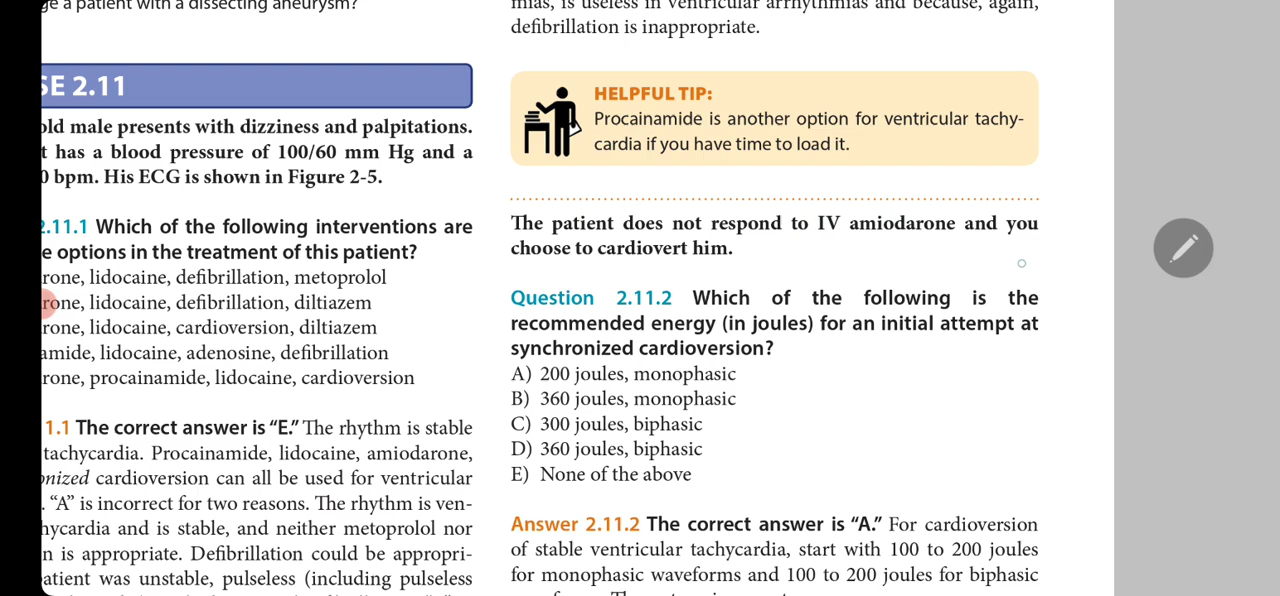 ge a patient with a dissecting aneurysm?
SE 2.11
old male presents with dizziness and palpitations.
t has a blood pressure of 100/60 mm Hg and a
0 bpm. His ECG is shown in Figure 2-5.
2.11.1 Which of the following interventions are
e options in the treatment of this patient?
rone, lidocaine, defibrillation, metoprolol
rone, lidocaine, defibrillation, diltiazem
rone, lidocaine, cardioversion, diltiazem
amide, lidocaine, adenosine, defibrillation
rone, procainamide, lidocaine, cardioversion
1.1 The correct answer is “E.” The rhythm is stable
tachycardia. Procainamide, lidocaine, amiodarone,
onized cardioversion can all be used for ventricular
. “A” is incorrect for two reasons. The rhythm is ven-
hycardia and is stable, and neither metoprolol nor
n is appropriate. Defibrillation could be appropri-
patient was unstable, pulseless (including pulseless
mias, is useless in ventricular arrhythmias and because, again,
defibrillation is inappropriate.
HELPFUL TIP:
Procainamide is another option for ventricular tachy-
cardia if you have time to load it.
The patient does not respond to IV amiodarone and you
choose to cardiovert him.
Question 2.11.2 Which of the following is the
recommended energy (in joules) for an initial attempt at
synchronized cardioversion?
A) 200 joules, monophasic
B) 360 joules, monophasic
C) 300 joules, biphasic
D) 360 joules, biphasic
E) None of the above
Answer 2.11.2 The correct answer is “A.” For cardioversion
of stable ventricular tachycardia, start with 100 to 200 joules
for monophasic waveforms and 100 to 200 joules for biphasic